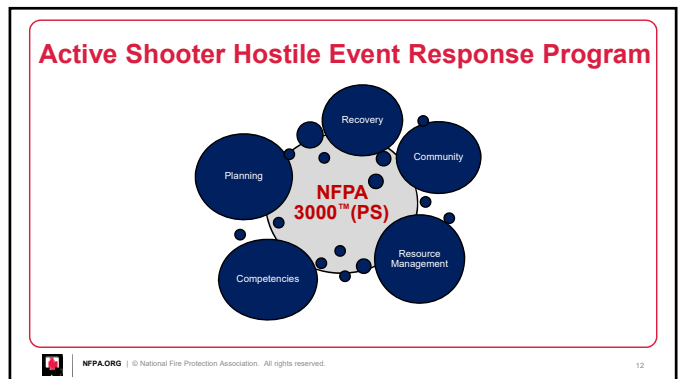 Active Shooter Hostile Event Response Program
Recovery
Community
Planning
NFPA
3000™(PS)
Resource
Management
Competencies
NFPA.ORG | © National Fire Protection Association. All rights reserved.
12